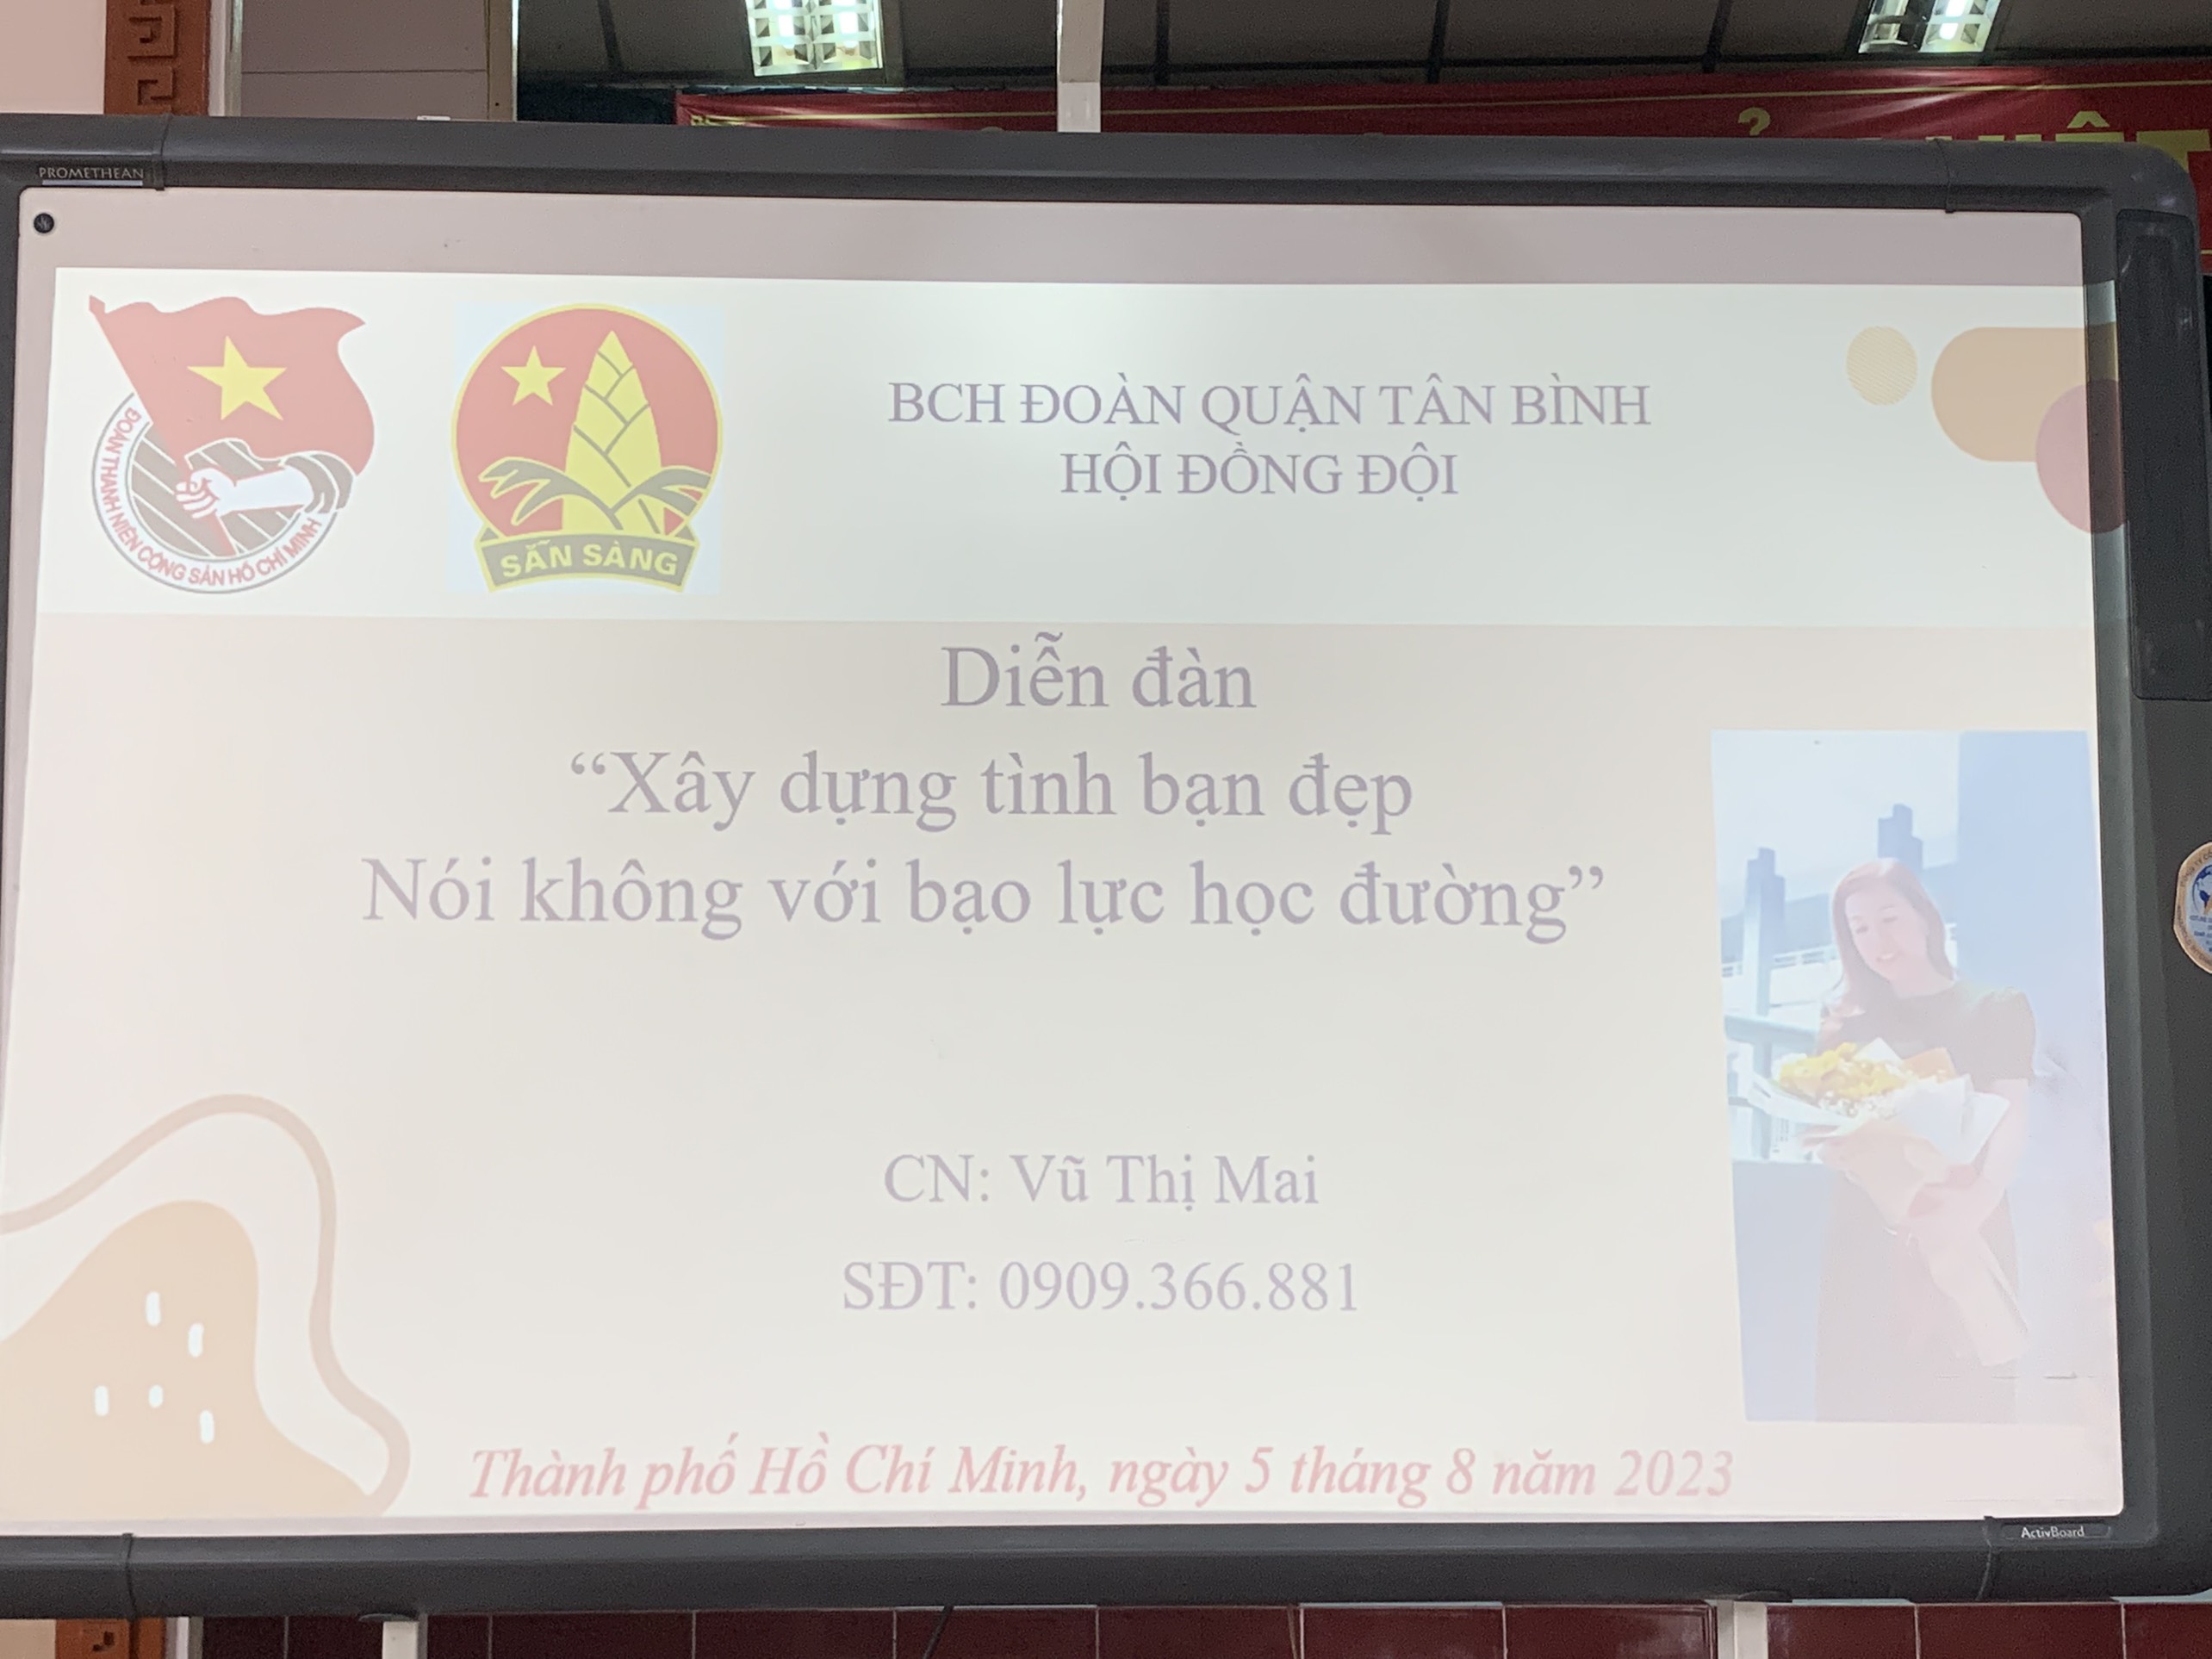 PROMETHEAN
ĐOÀN THANH NIÊN CỘNG SẢN HỒ CHÍ MINH
SẴN SÀNG
BCH ĐOÀN QUẬN TÂN BÌNH
HỘI ĐỒNG ĐỘI
Diễn đàn
“Xây dựng tình bạn đẹp
Nói không với bạo lực học đường”
CN: Vũ Thị Mai
SĐT: 0909.366.881
Thành phố Hồ Chí Minh, ngày 5 tháng 8 năm 2023
ActivBoard